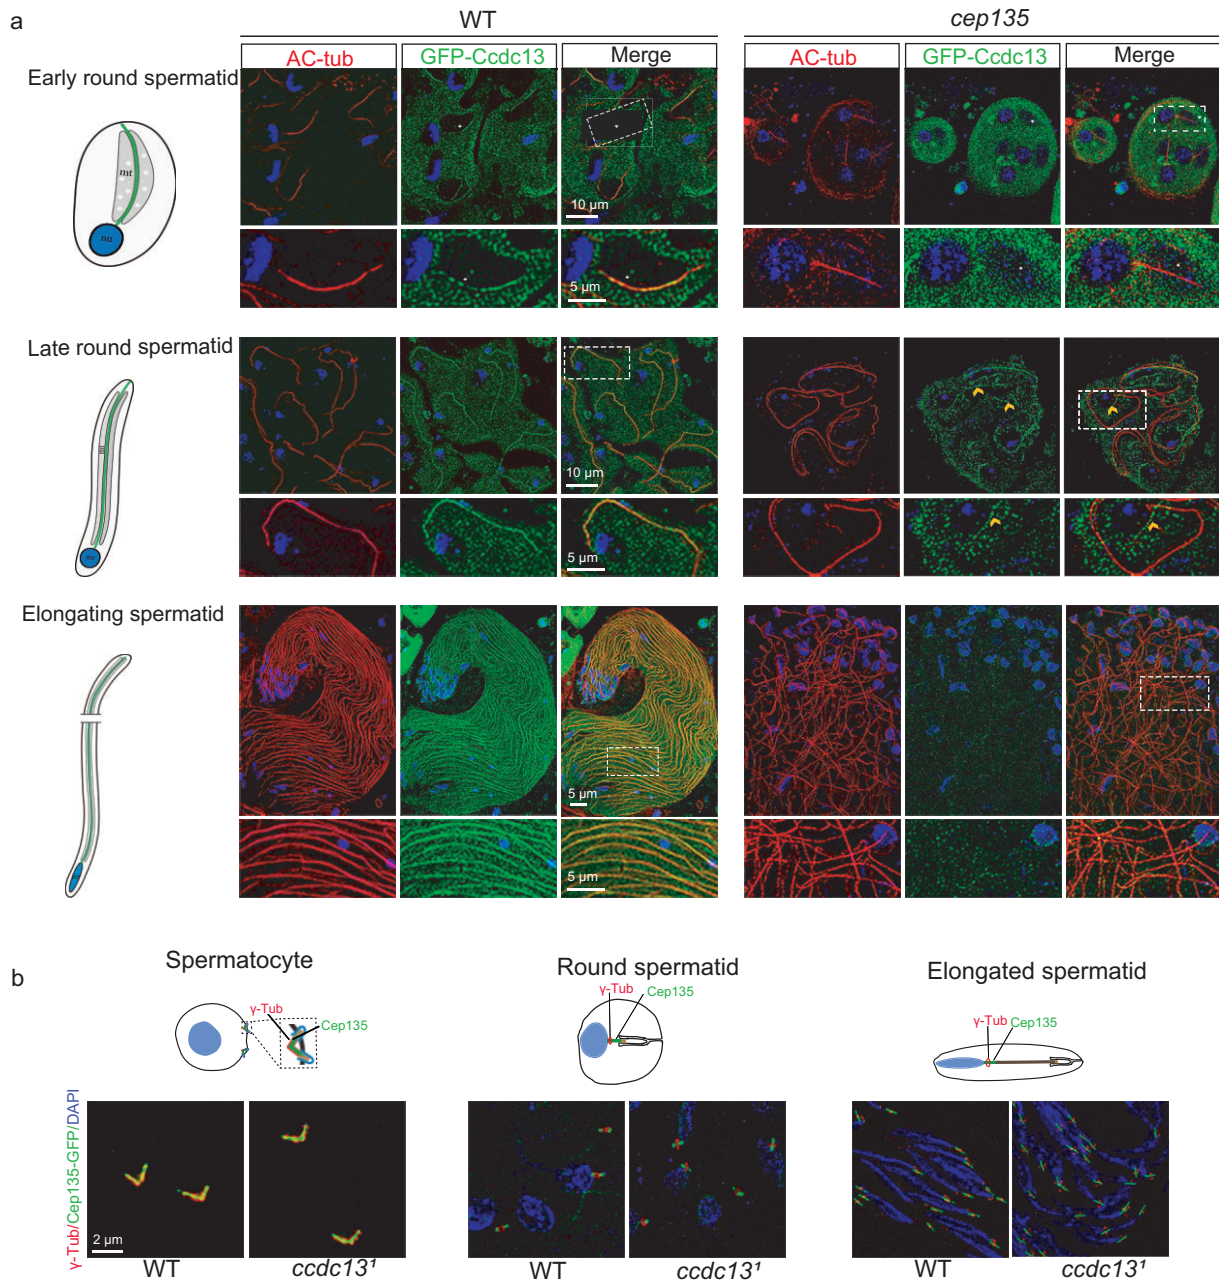 a
WT
cep135
AC-tub
GFP-Ccdc13
Merge
AC-tub
GFP-Ccdc13
Merge
Early round spermatid
mt
nu
10 µm
5 µm
Late round spermatid
10 µm
5 µm
Elongating spermatid
5 µm
5 µm
b
Spermatocyte
Round spermatid
Elongated spermatid
γ-Tub
Cep135
γ-Tub
Cep135
γ-Tub
Cep135
γ-Tub/Cep135-GFP/DAPI
2 µm
WT
ccdc13¹
WT
ccdc13¹
WT
ccdc13¹